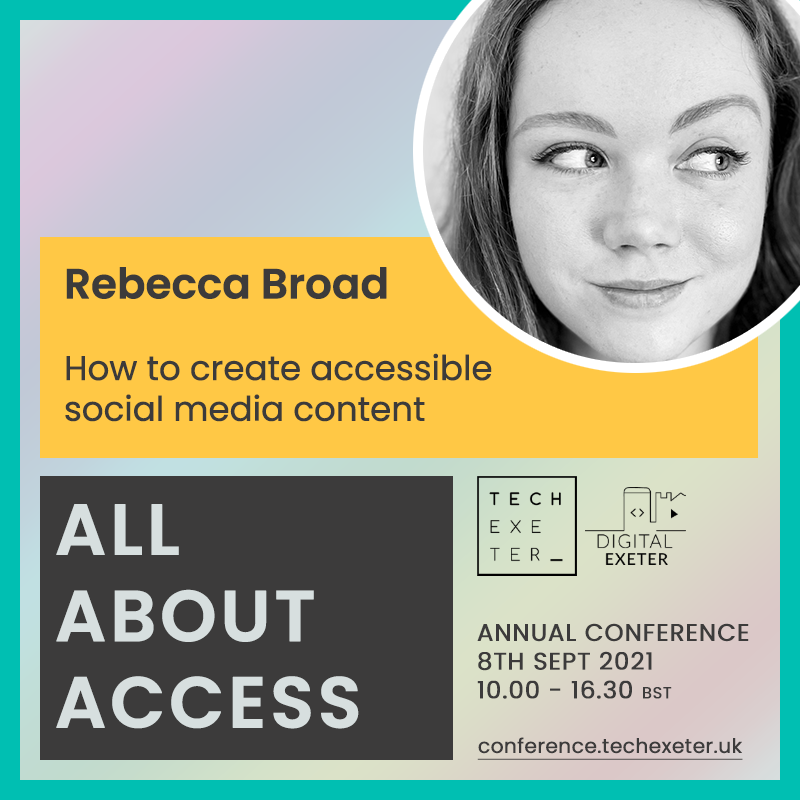 Rebecca Broad
How to create accessible
social media content
ALL
ABOUT
ACCESS
TECH
EXE
TER_
<>
DIGITAL
EXETER
ANNUAL CONFERENCE
8TH SEPT 2021
10.00 - 16.30 BST
conference.techexeter.uk